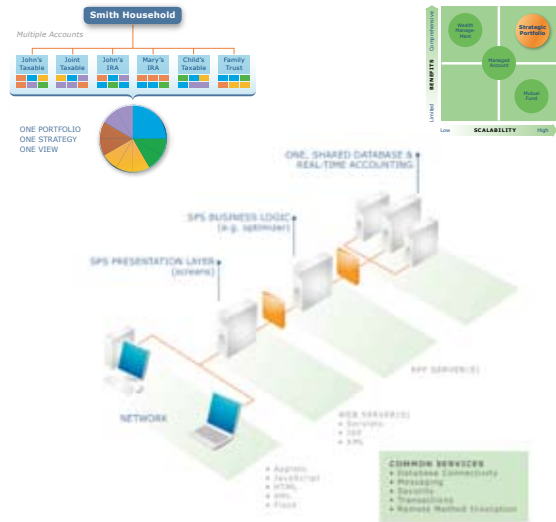 Smith Household
Multiple Accounts
John's
Taxable
Joint
Taxable
John's
IRA
Mary's
IRA
Child's
Taxable
Family
Trust
ONE PORTFOLIO
ONE STRATEGY
ONE VIEW
BENEFITS
Limited
Comprehensive
Wealth
Manage-
ment
Strategic
Portfolio
Managed
Account
Mutual
Fund
Low
SCALABILITY
High
ONE, SHARED DATABASE &
REAL-TIME ACCOUNTING
SPS BUSINESS LOGIC
(e.g. optimizer)
SPS PRESENTATION LAYER
(screens)
NETWORK
APP SERVER(S)
WEB SERVER(S)
• Servlets
• JSP
• XML
• Applets
• JavaScript
• HTML
• XML
• Flash
COMMON SERVICES
• Database Connectivity
• Messaging
• Security
• Transactions
• Remote Method Invocation